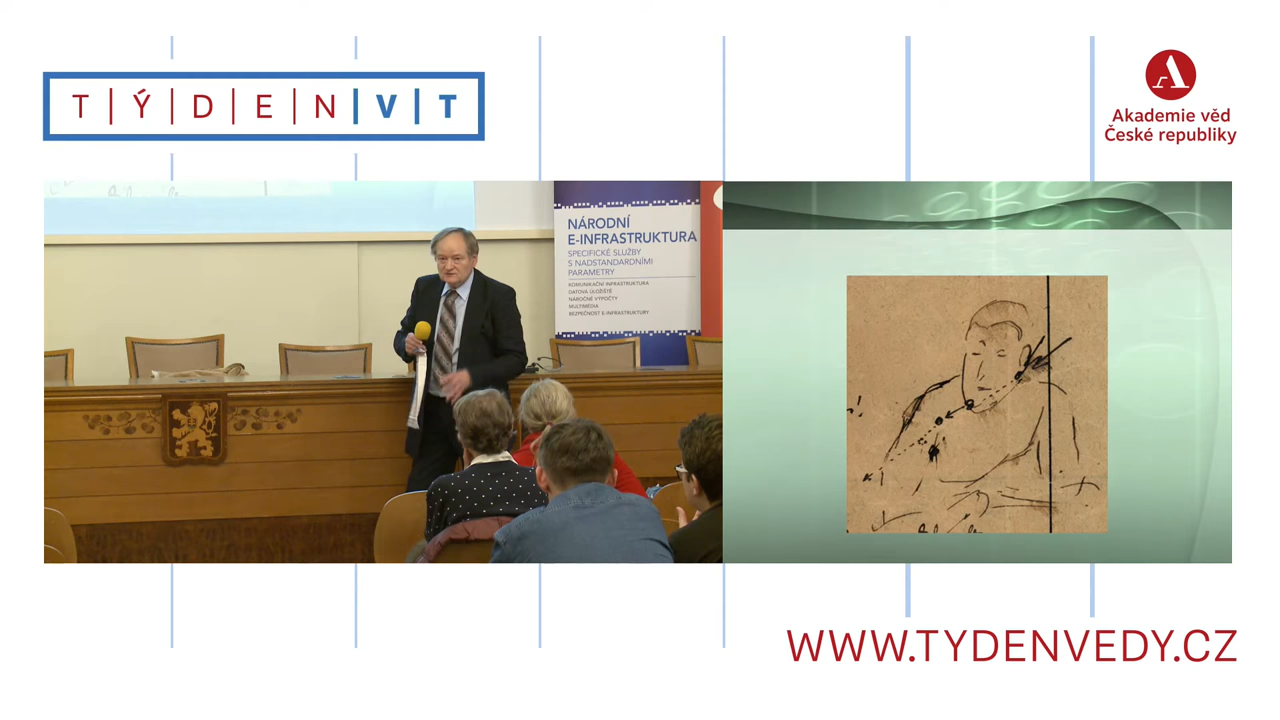 T|Ý|D|E|N|V|T
Akademie věd
České republiky
NÁRODNÍ
E-INFRASTRUKTURA
SPECIFICKÉ SLUŽBY
S NADSTANDARDNÍMI
PARAMETRY
KOMUNIKAČNÍ INFRASTRUKTURA
DATOVÁ ÚLOŽIŠTĚ
NÁROČNÉ VÝPOČTY
MULTIMÉDIA
BEZPEČNOST E-INFRASTRUKTURY
WWW.TYDENVEDY.CZ